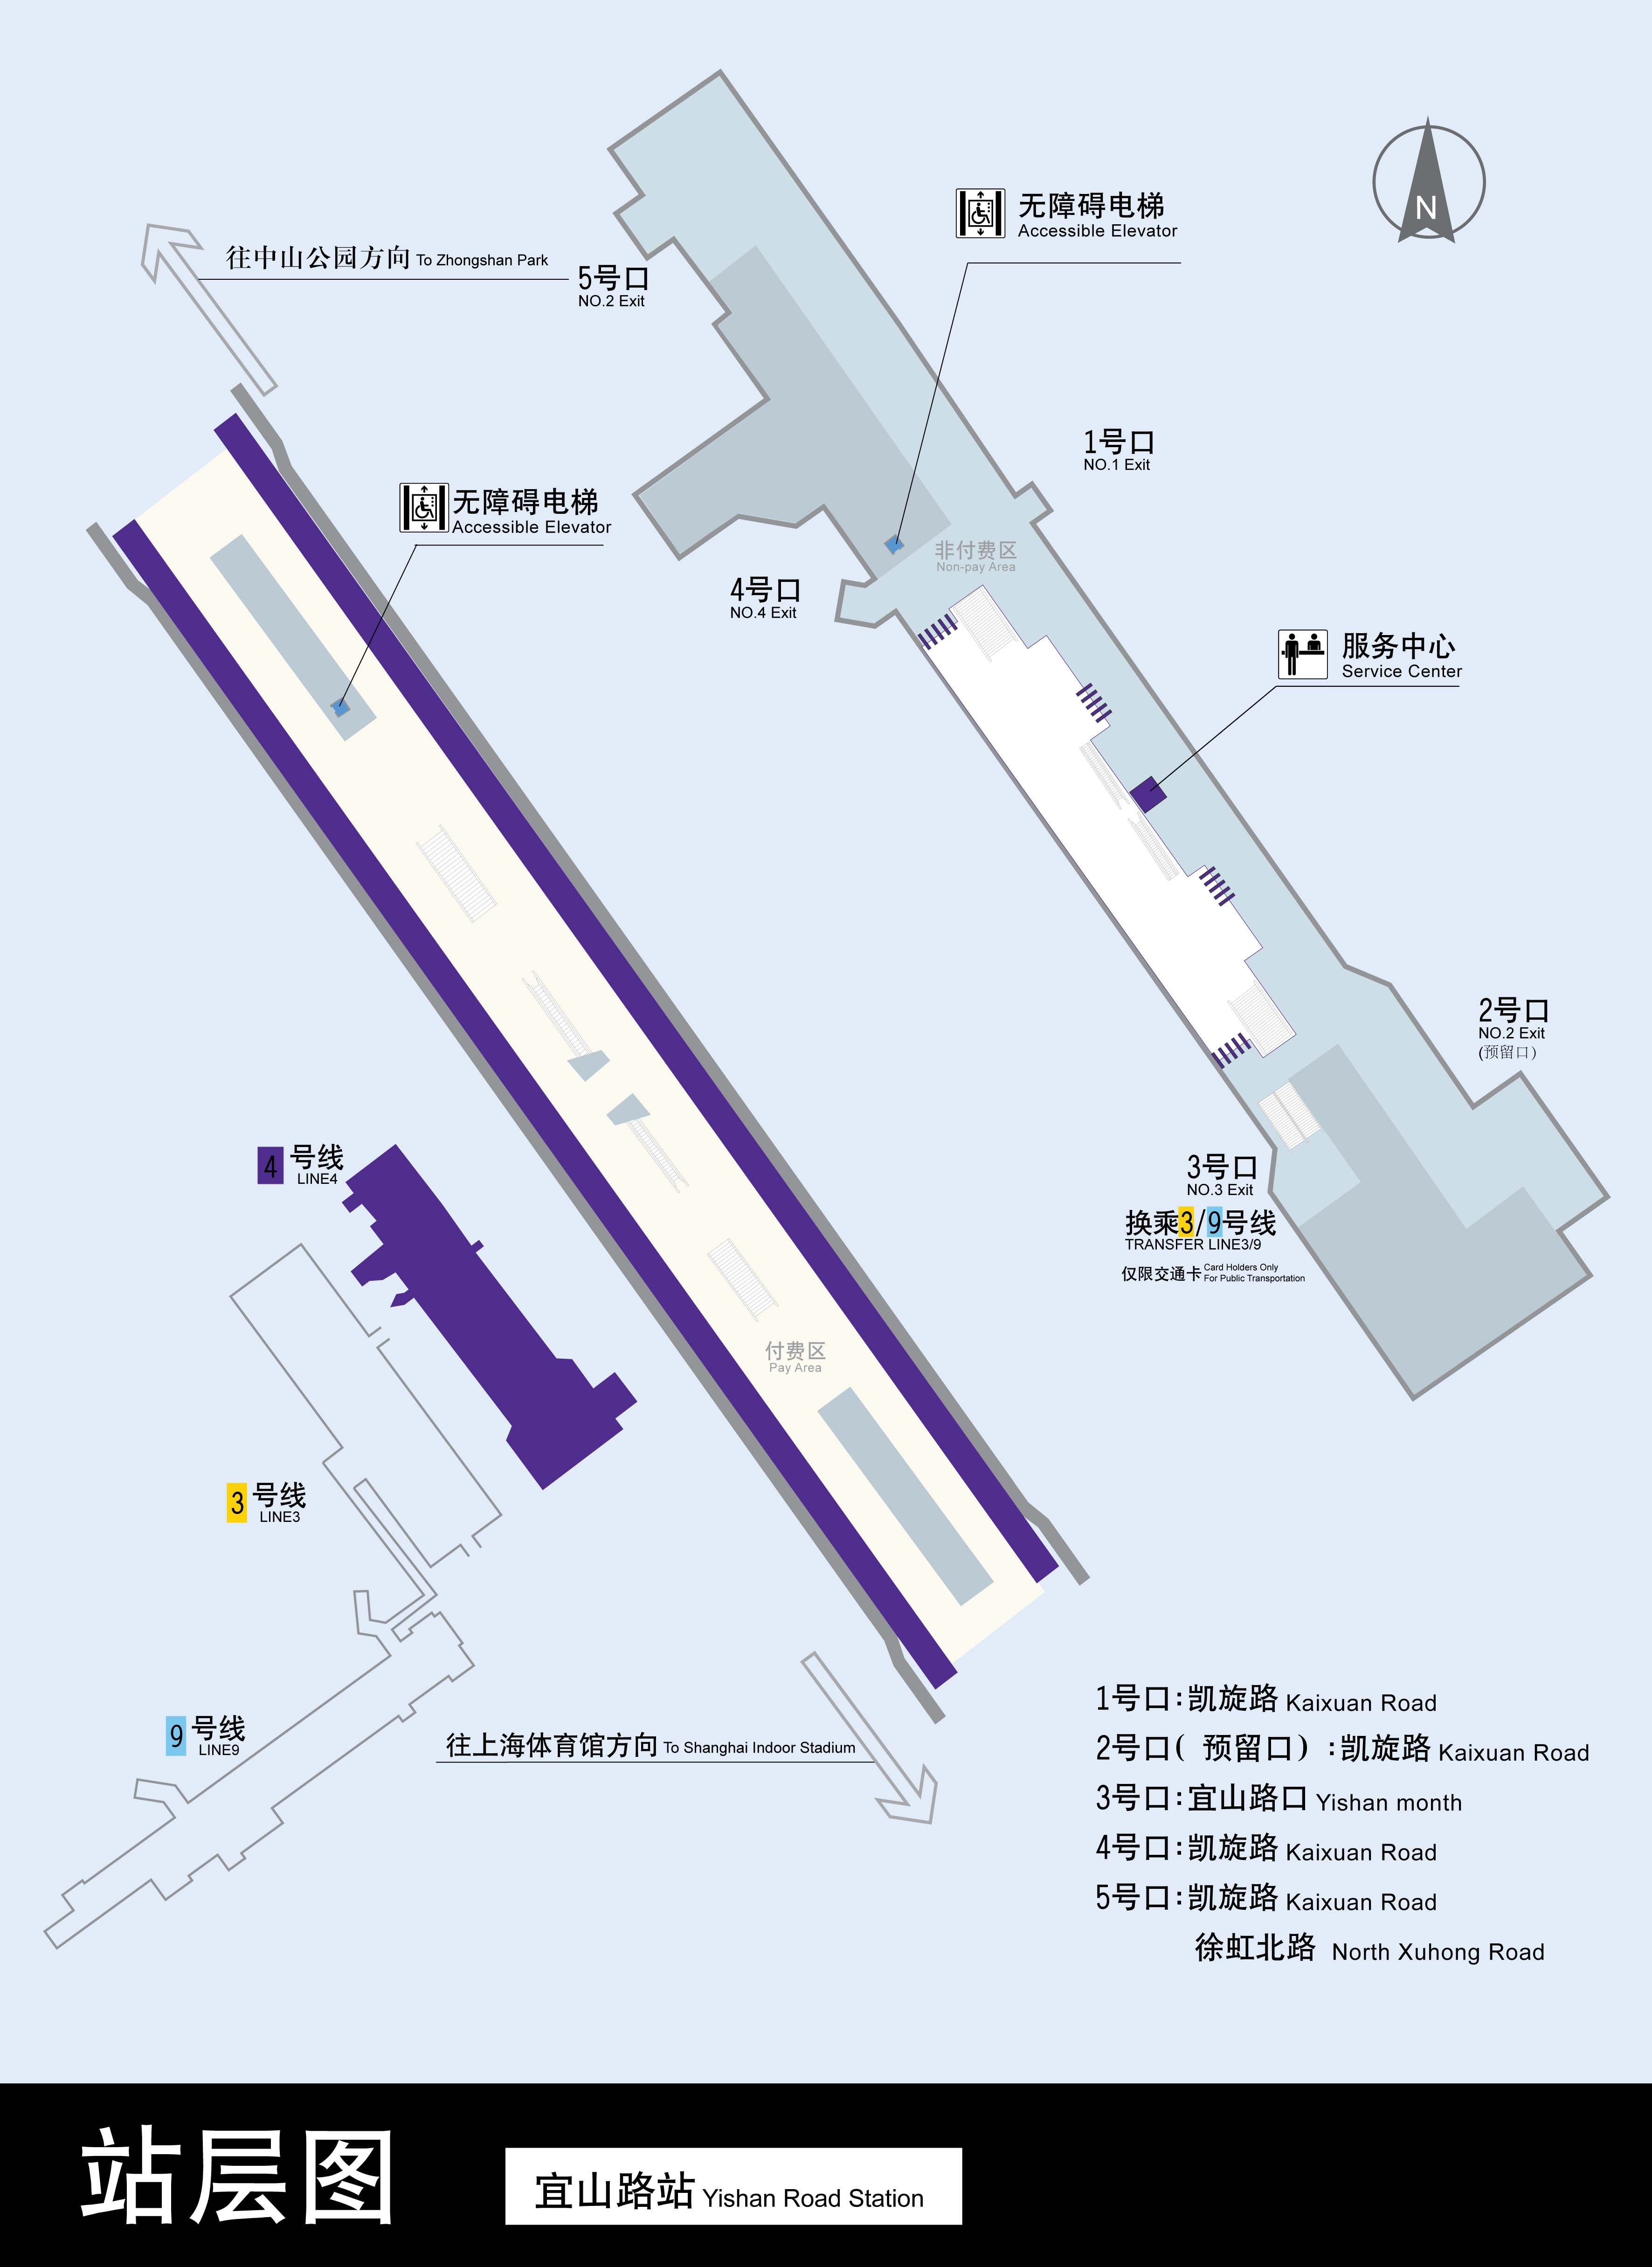 无障碍电梯
Accessible Elevator
N
往中山公园方向 To Zhongshan Park
5号口
NO.2 Exit
1号口
NO.1 Exit
无障碍电梯
Accessible Elevator
非付费区
Non-pay Area
4号口
NO.4 Exit
服务中心
Service Center
2号口
NO.2 Exit
(预留口)
4 号线
LINE4
3号口
NO.3 Exit
换乘3/9号线
TRANSFER LINE3/9
仅限交通卡 Card Holders Only
For Public Transportation
付费区
Pay Area
3 号线
LINE3
9 号线
LINE9
往上海体育馆方向 To Shanghai Indoor Stadium
1号口:凯旋路 Kaixuan Road
2号口( 预留口) :凯旋路 Kaixuan Road
3号口:宜山路口 Yishan month
4号口:凯旋路 Kaixuan Road
5号口:凯旋路 Kaixuan Road
徐虹北路 North Xuhong Road
站层图
宜山路站 Yishan Road Station